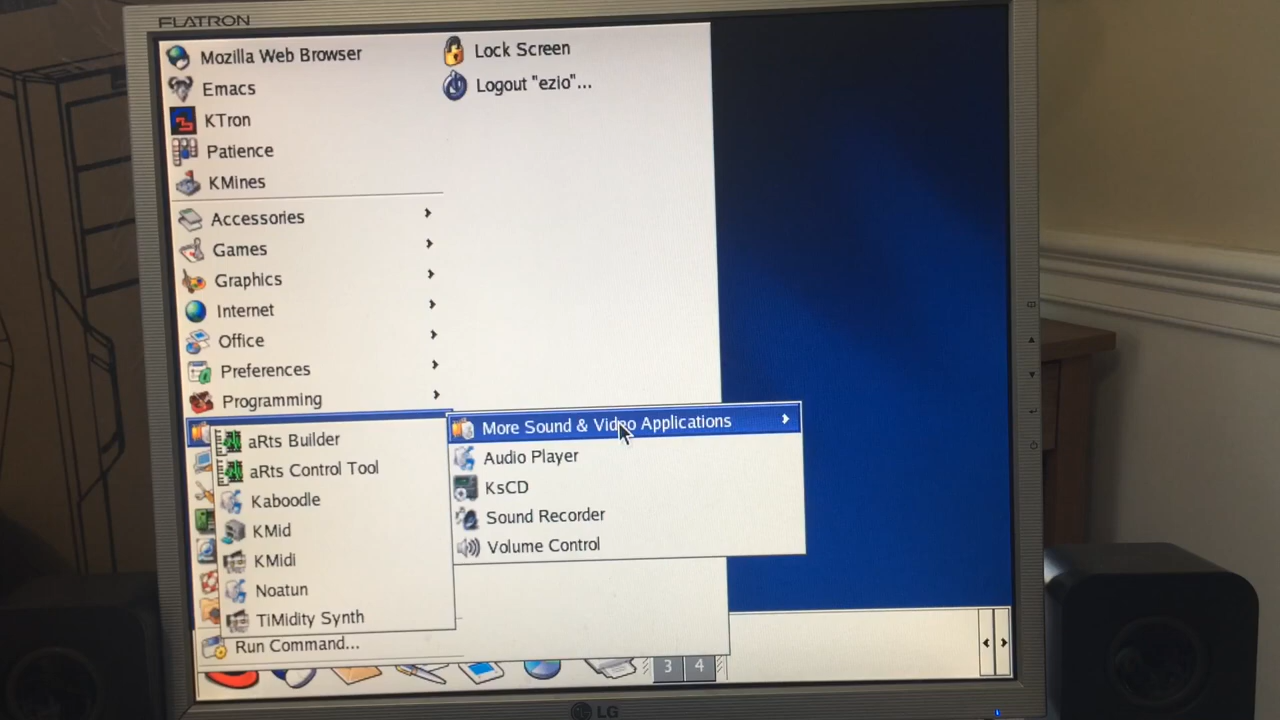 FLATRON
Mozilla Web Browser
Emacs
KTron
Patience
KMines
Accessories
Games
Graphics
Internet
Office
Preferences
Programming
Lock Screen
Logout "ezio"...
More Sound & Video Applications
Audio Player
KsCD
Sound Recorder
Volume Control
aRts Builder
aRts Control Tool
Kaboodle
KMid
KMidi
Noatun
TiMidity Synth
Run Command...
3 4
LG